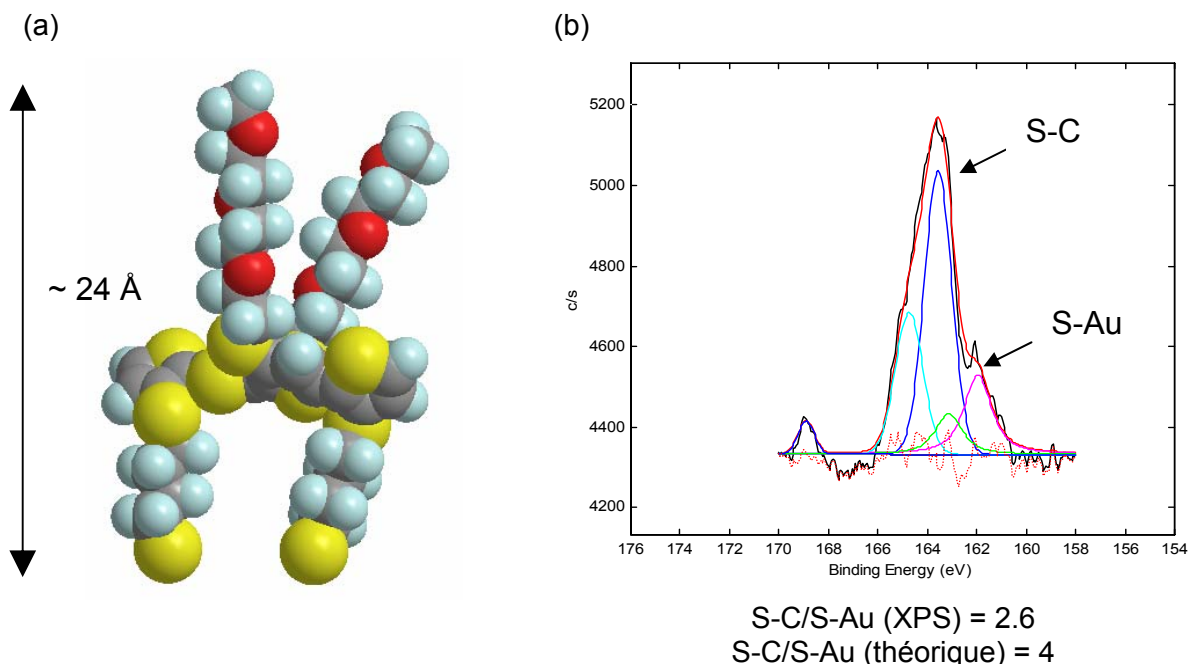 (a)
(b)
~ 24 Å
5200
5000
4800
4600
4400
4200
c/s
S-C
S-Au
176 174 172 170 168 166 164 162 160 158 156 154
Binding Energy (eV)
S-C/S-Au (XPS) = 2.6
S-C/S-Au (théorique) = 4